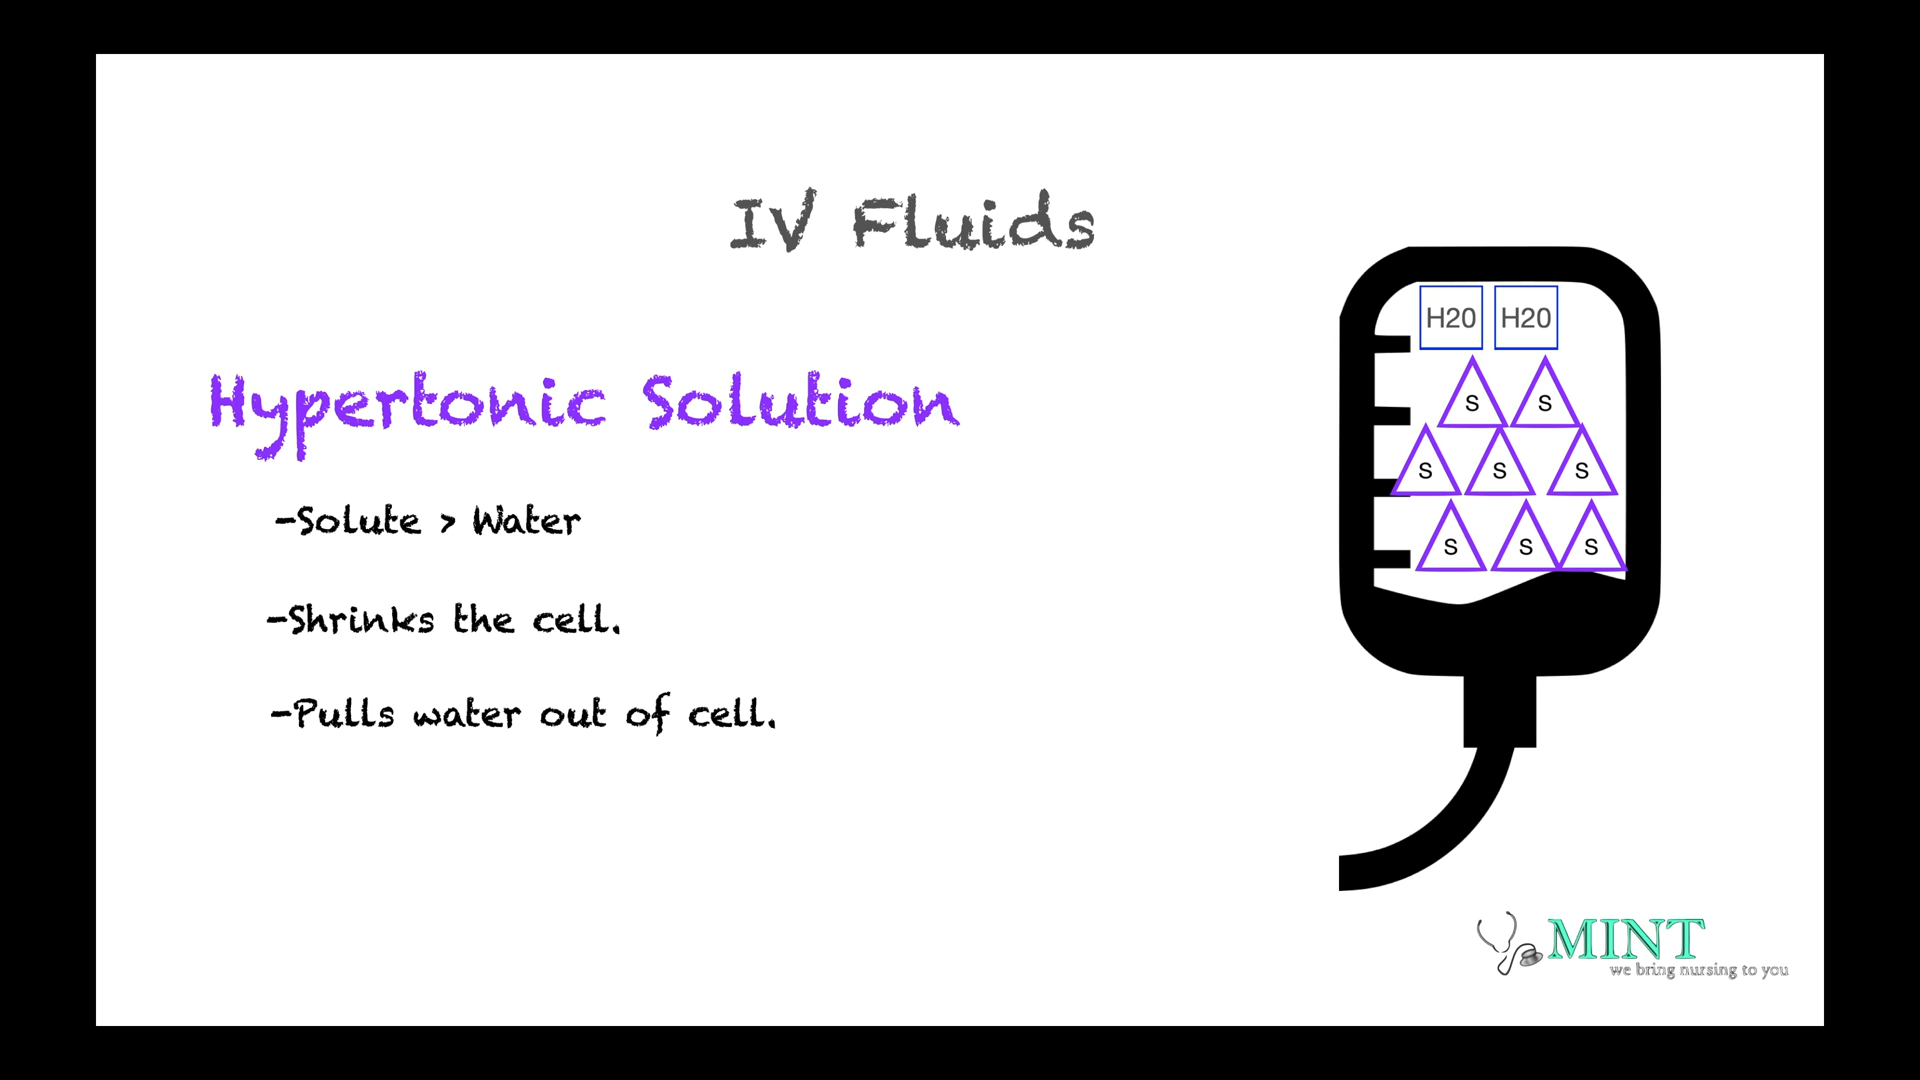 IV Fluids
Hypertonic Solution
-Solute > Water
-Shrinks the cell.
-Pulls water out of cell.
H20 H20
S S
S S S
S S S
MINT
we bring nursing to you